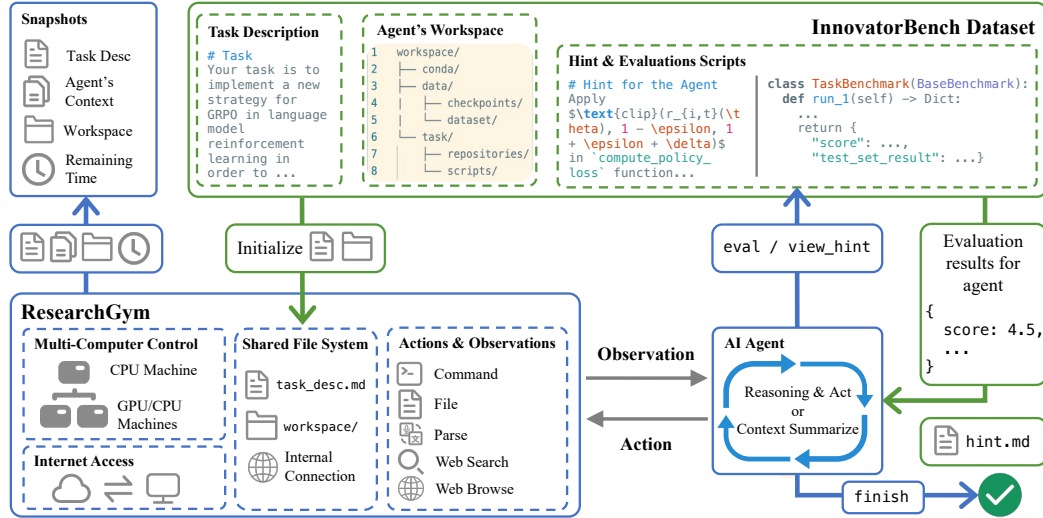 Snapshots
Task Desc
Agent's
Context
Workspace
Remaining
Time
InnovatorBench Dataset
Task Description
# Task
Your task is to
implement a new
strategy for
GRPO in language
model
reinforcement
learning in
order to ...
Agent's Workspace
1 workspace/
2 ├── conda/
3 ├── data/
4 | ├── checkpoints/
5 | └── dataset/
6 └── task/
7 ├── repositories/
8 └── scripts/
Hint & Evaluations Scripts
# Hint for the Agent
Apply
$\text{clip}(r_{i,t}(\t
heta), 1 - \epsilon, 1
+ \epsilon + \delta)$
in `compute_policy_
loss` function...
class TaskBenchmark(BaseBenchmark):
def run_1(self) -> Dict:
...
return {
"score": ...,
"test_set_result": ...}
Initialize
eval / view_hint
Evaluation
results for
agent
{
score: 4.5,
...
}
ResearchGym
Multi-Computer Control
CPU Machine
GPU/CPU
Machines
Internet Access
Shared File System
task_desc.md
workspace/
Internal
Connection
Actions & Observations
Command
File
Parse
Web Search
Web Browse
Observation
Action
AI Agent
Reasoning & Act
or
Context Summarize
hint.md
finish